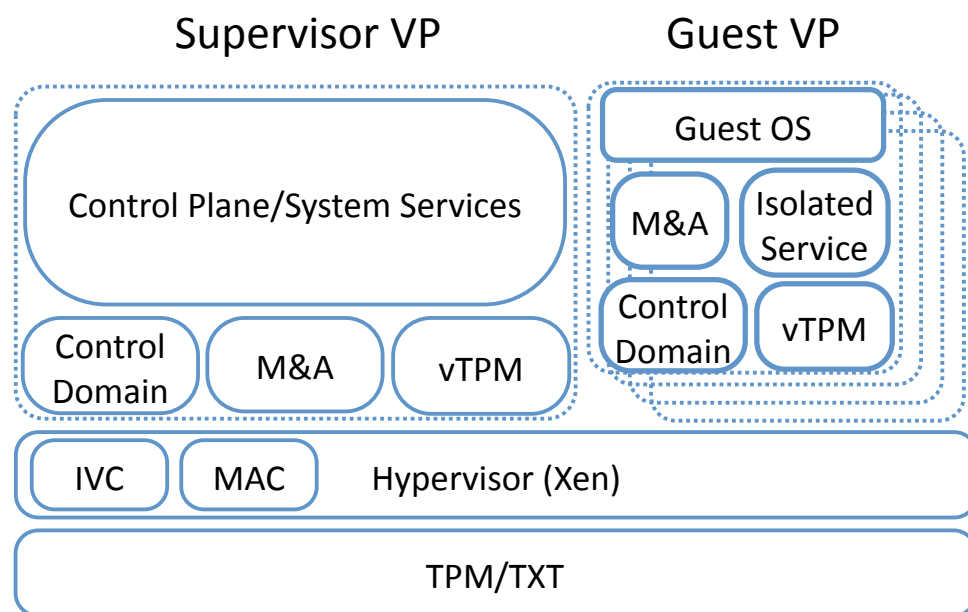 Supervisor VP
Guest VP
Control Plane/System Services
Guest OS
M&A
Isolated
Service
Control
Domain
vTPM
Control
Domain
M&A
vTPM
IVC
MAC
Hypervisor (Xen)
TPM/TXT